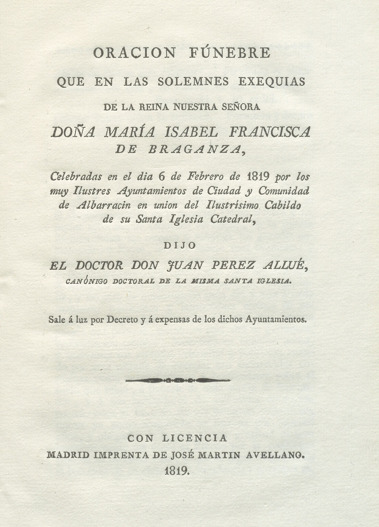 ORACION FÚNEBRE
QUE EN LAS SOLEMNES EXEQUIAS
DE LA REINA NUESTRA SEÑORA
DOÑA MARÍA ISABEL FRANCISCA
DE BRAGANZA,
Celebradas en el dia 6 de Febrero de 1819 por los
muy Ilustres Ayuntamientos de Ciudad y Comunidad
de Albarracin en union del Ilustrisimo Cabildo
de su Santa Iglesia Catedral,
DIJO
EL DOCTOR DON JUAN PEREZ ALLUÉ,
CANÓNIGO DOCTORAL DE LA MISMA SANTA IGLESIA.
Sale á luz por Decreto y á expensas de los dichos Ayuntamientos.
CON LICENCIA
MADRID IMPRENTA DE JOSÉ MARTIN AVELLANO.
1819.